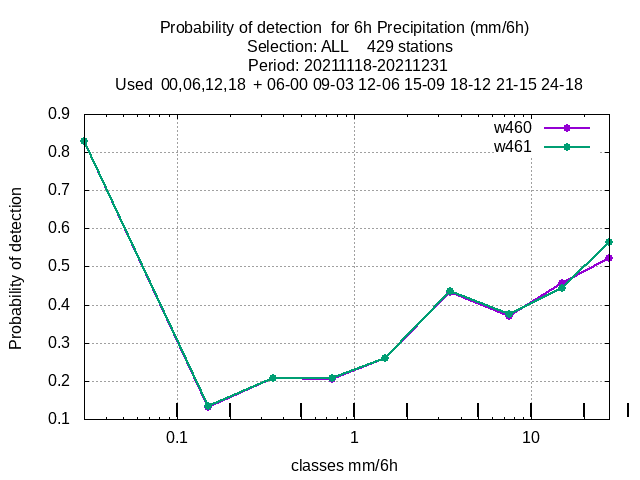 Probability of detection  for 6h Precipitation (mm/6h)
Selection: ALL    429 stations
Period: 20211118-20211231
Used  00,06,12,18  + 06-00 09-03 12-06 15-09 18-12 21-15 24-18
w460
w461
0.9
0.8
0.7
0.6
0.5
0.4
0.3
0.2
0.1
Probability of detection
0.1
1
10
classes mm/6h